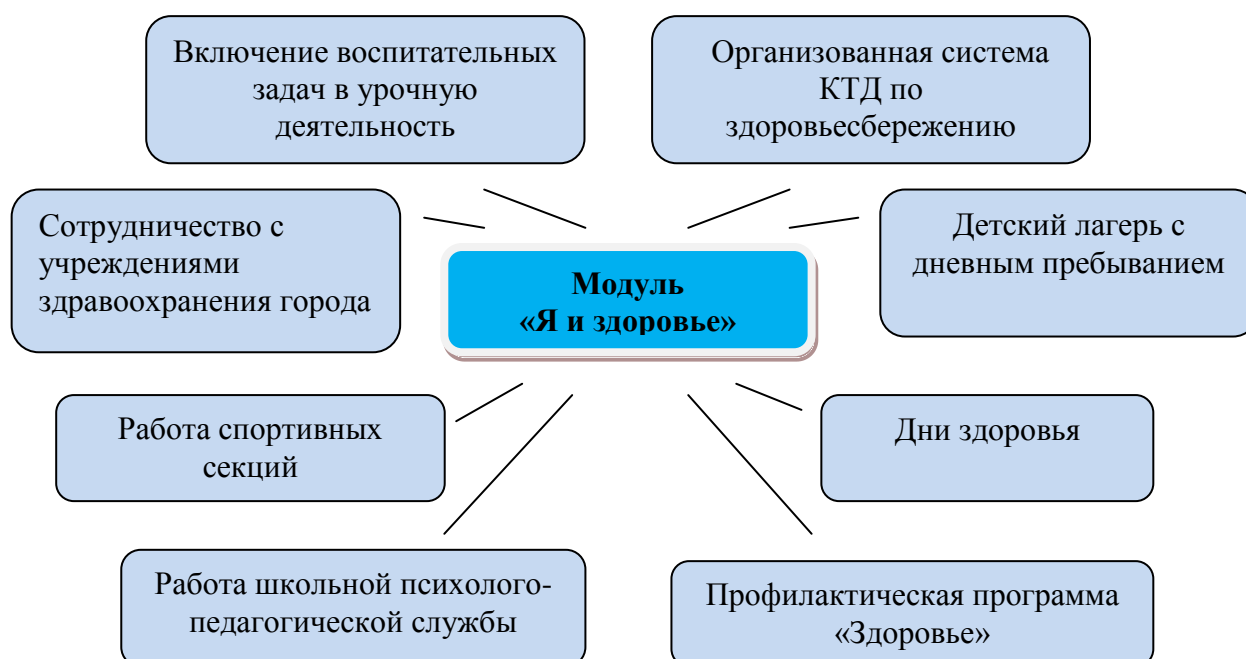 Включение воспитательных
задач в урочную
деятельность
Организованная система
КТД по
здоровьесбережению
Сотрудничество с
учреждениями
здравоохранения города
Детский лагерь с
дневным пребыванием
Модуль
«Я и здоровье»
Работа спортивных
секций
Дни здоровья
Работа школьной психолого-
педагогической службы
Профилактическая программа
«Здоровье»